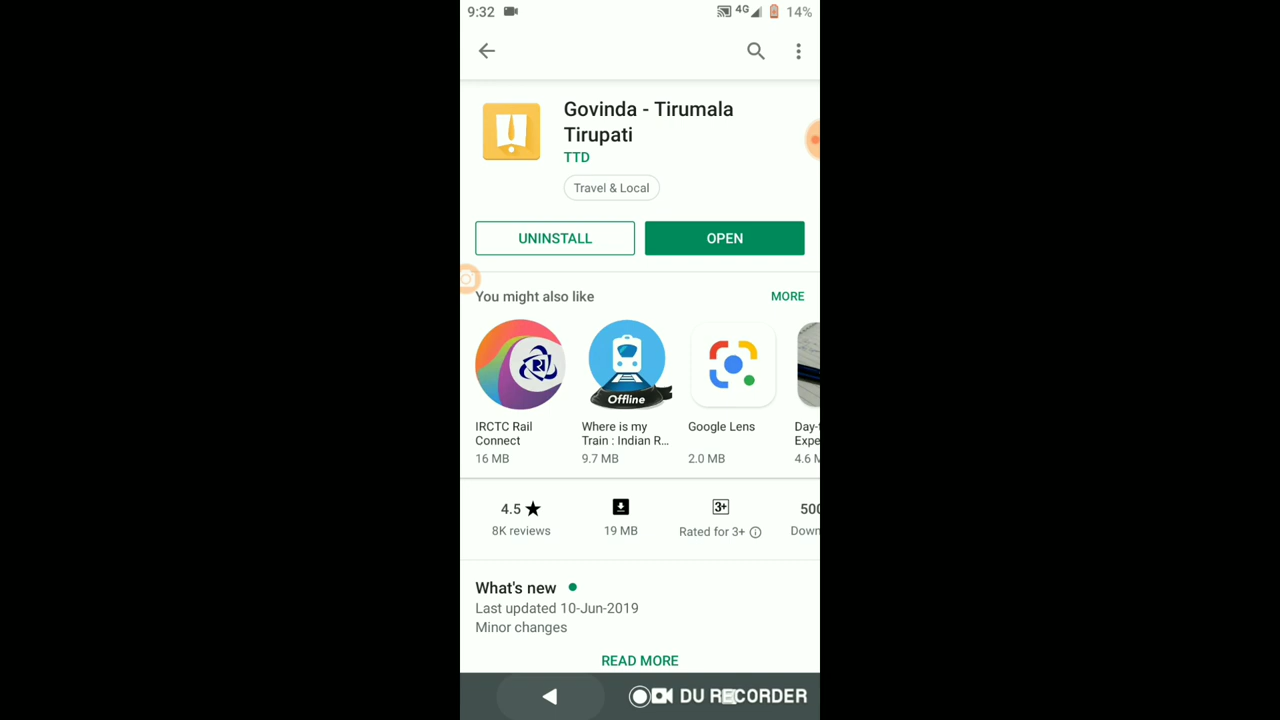 9:32
4G
14%
Govinda - Tirumala
Tirupati
TTD
Travel & Local
UNINSTALL
OPEN
You might also like
MORE
Offline
IRCTC Rail
Connect
16 MB
Where is my
Train : Indian R...
9.7 MB
Google Lens
2.0 MB
4.5 ★
8K reviews
19 MB
3+
Rated for 3+
What's new
Last updated 10-Jun-2019
Minor changes
READ MORE
DU RECORDER